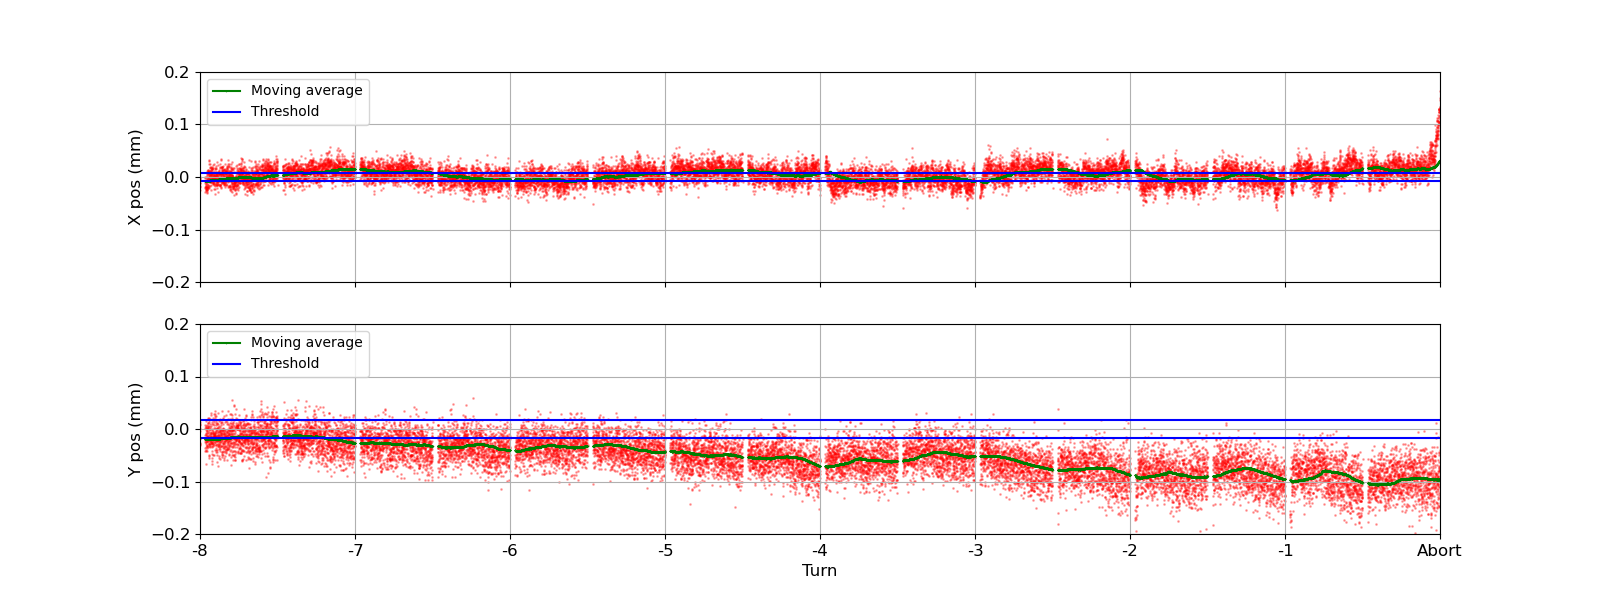 0.2
0.1
0.0
−0.1
−0.2
X pos (mm)
Moving average
Threshold
0.2
0.1
0.0
−0.1
−0.2
Y pos (mm)
Moving average
Threshold
-8 -7 -6 -5 -4 -3 -2 -1 Abort
Turn